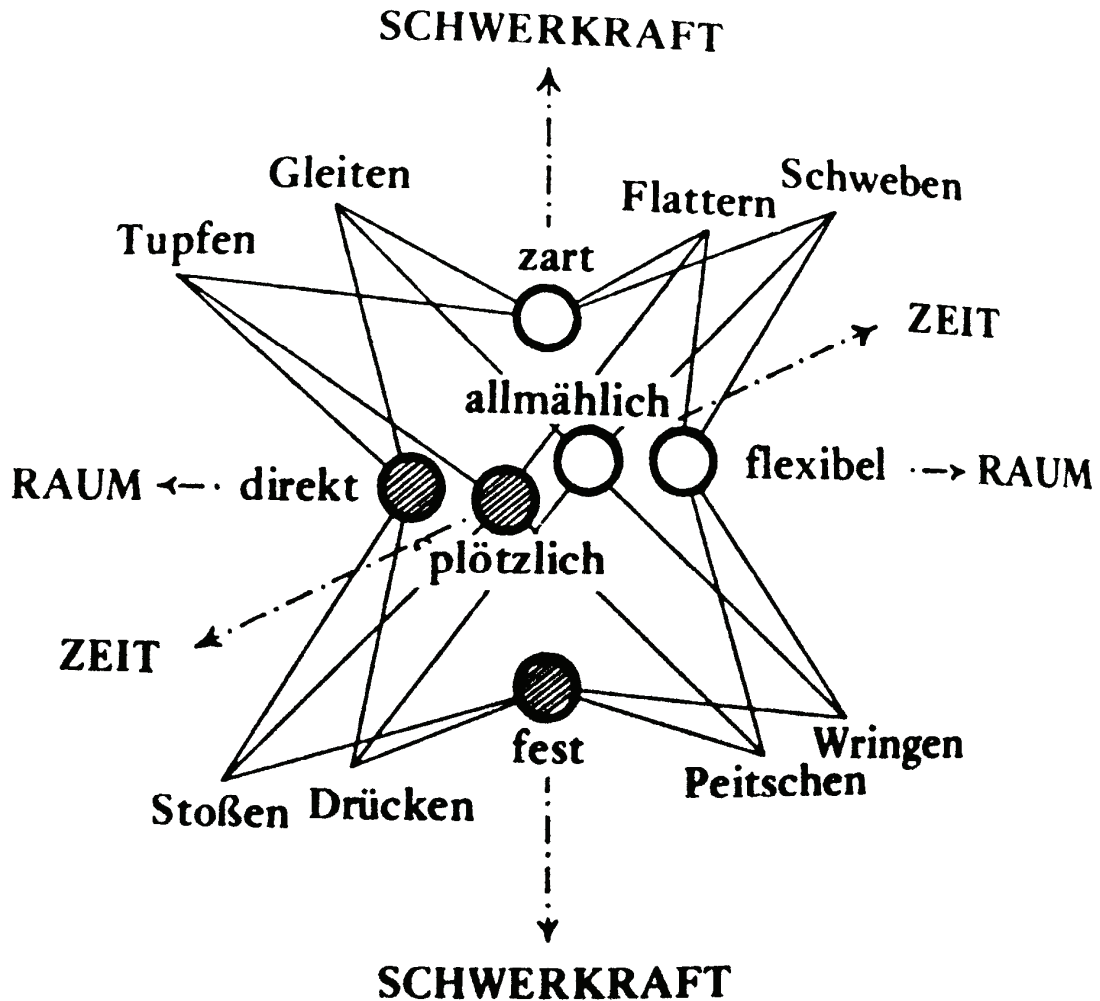 SCHWERKRAFT
Gleiten
Schweben
Flattern
Tupfen
zart
ZEIT
allmählich
RAUM
direkt
flexibel
RAUM
plötzlich
ZEIT
fest
Wringen
Peitschen
Stoßen
Drücken
SCHWERKRAFT